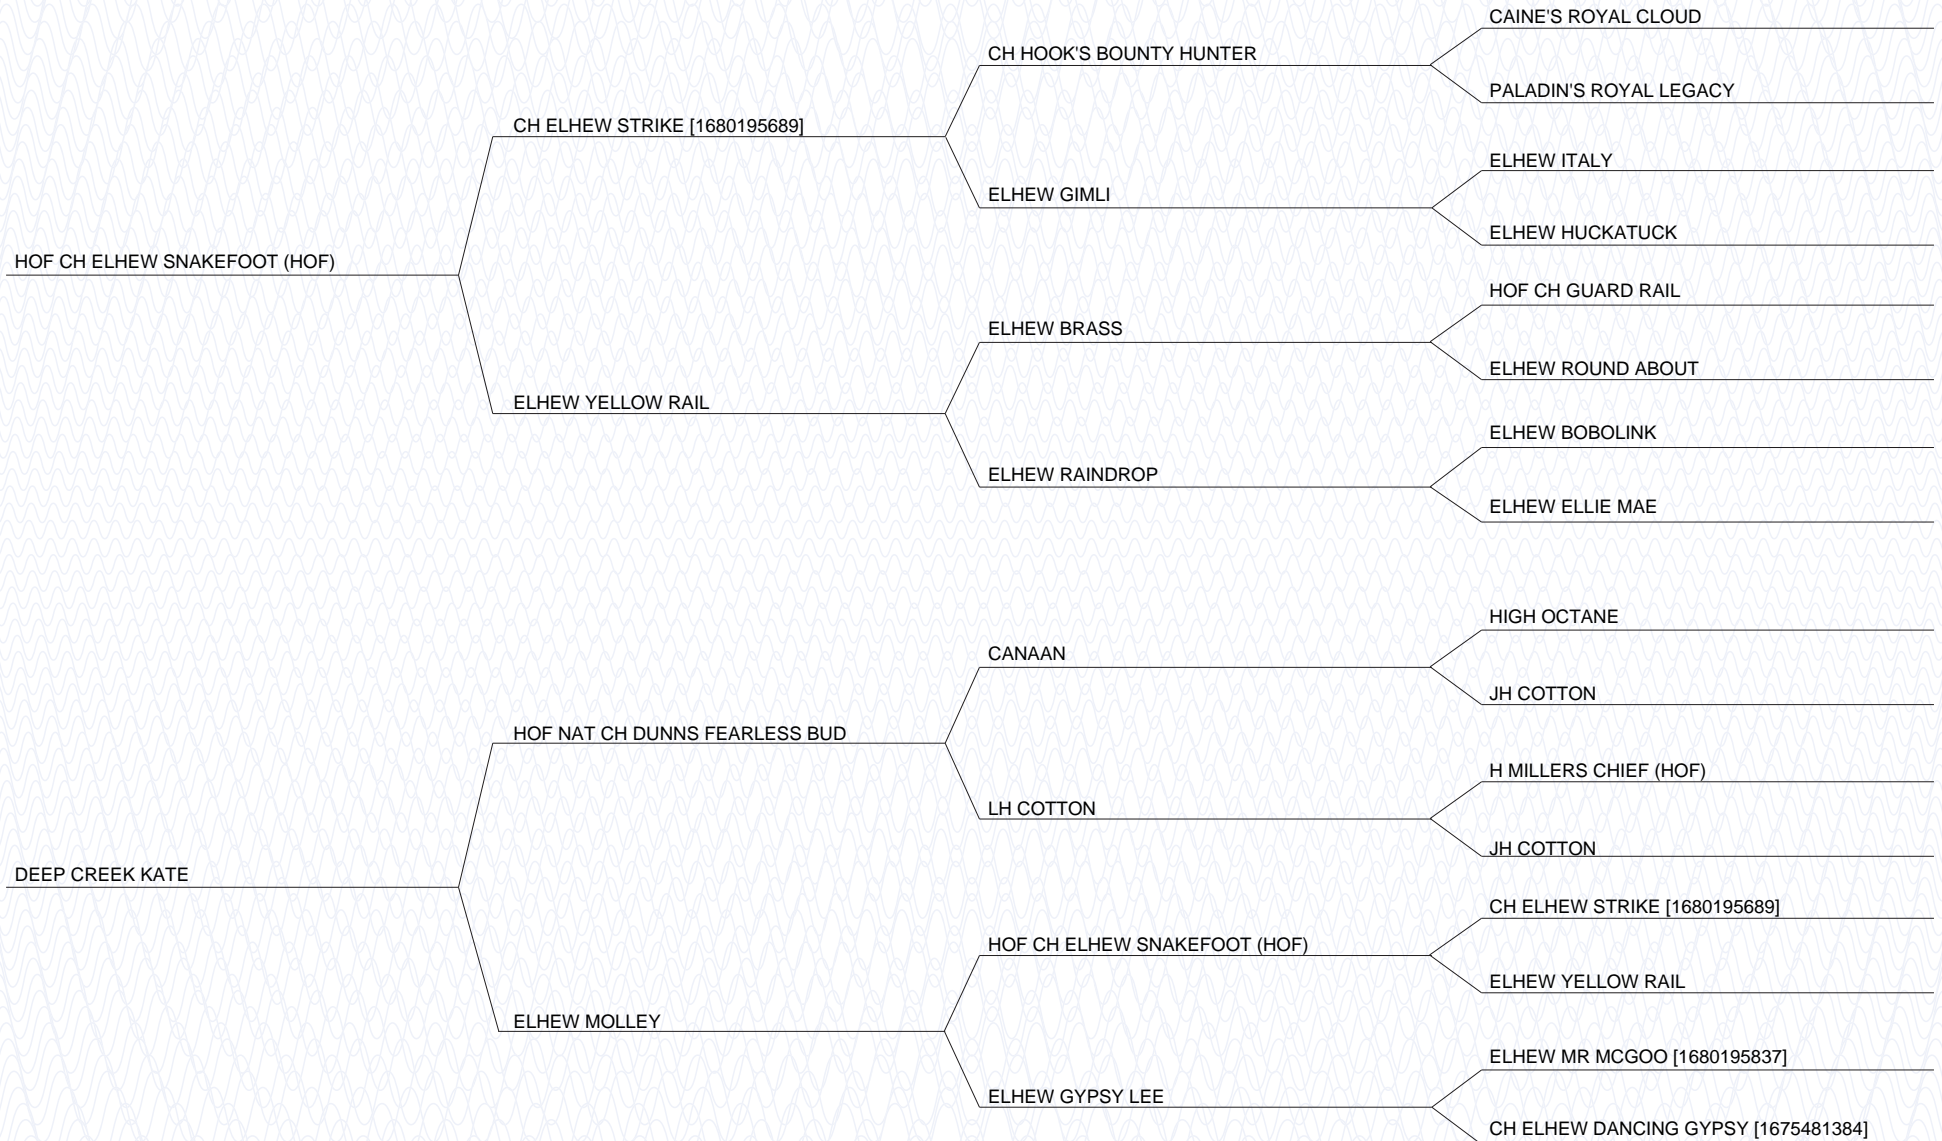 CAINE'S ROYAL CLOUD
CH HOOK'S BOUNTY HUNTER
PALADIN'S ROYAL LEGACY
CH ELHEW STRIKE [1680195689]
ELHEW ITALY
ELHEW GIMLI
ELHEW HUCKATUCK
HOF CH ELHEW SNAKEFOOT (HOF)
HOF CH GUARD RAIL
ELHEW BRASS
ELHEW ROUND ABOUT
ELHEW YELLOW RAIL
ELHEW BOBOLINK
ELHEW RAINDROP
ELHEW ELLIE MAE
HIGH OCTANE
CANAAN
JH COTTON
HOF NAT CH DUNNS FEARLESS BUD
H MILLERS CHIEF (HOF)
LH COTTON
JH COTTON
DEEP CREEK KATE
CH ELHEW STRIKE [1680195689]
HOF CH ELHEW SNAKEFOOT (HOF)
ELHEW YELLOW RAIL
ELHEW MOLLEY
ELHEW MR MCGOO [1680195837]
ELHEW GYPSY LEE
CH ELHEW DANCING GYPSY [1675481384]